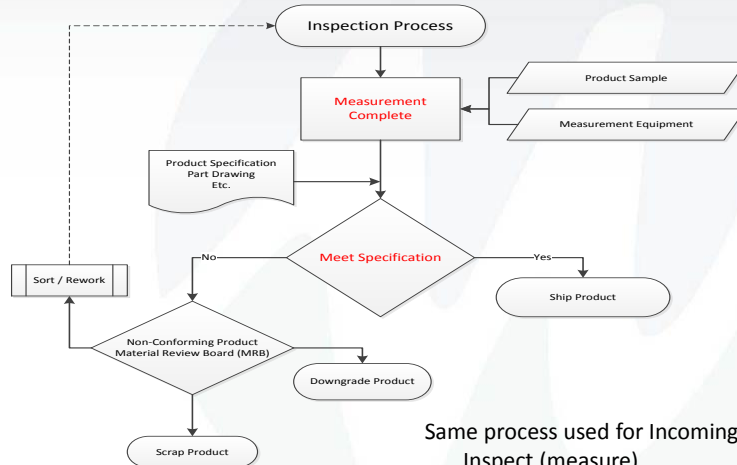 Inspection Process
Measurement
Complete
Product Sample
Measurement Equipment
Product Specification
Part Drawing
Etc.
Meet Specification
No
Yes
Sort / Rework
Ship Product
Non-Conforming Product
Material Review Board (MRB)
Downgrade Product
Scrap Product
Same process used for Incoming
Inspect (measure)